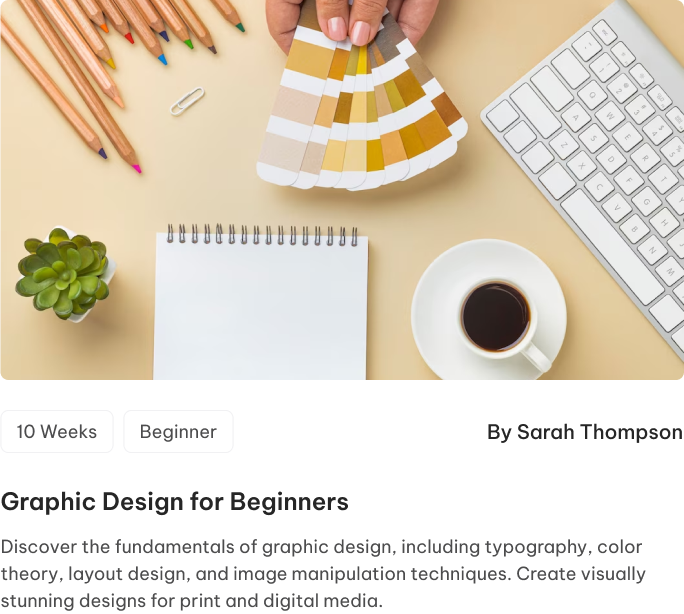 10 Weeks
Beginner
By Sarah Thompson
Graphic Design for Beginners
Discover the fundamentals of graphic design, including typography, color
theory, layout design, and image manipulation techniques. Create visually
stunning designs for print and digital media.